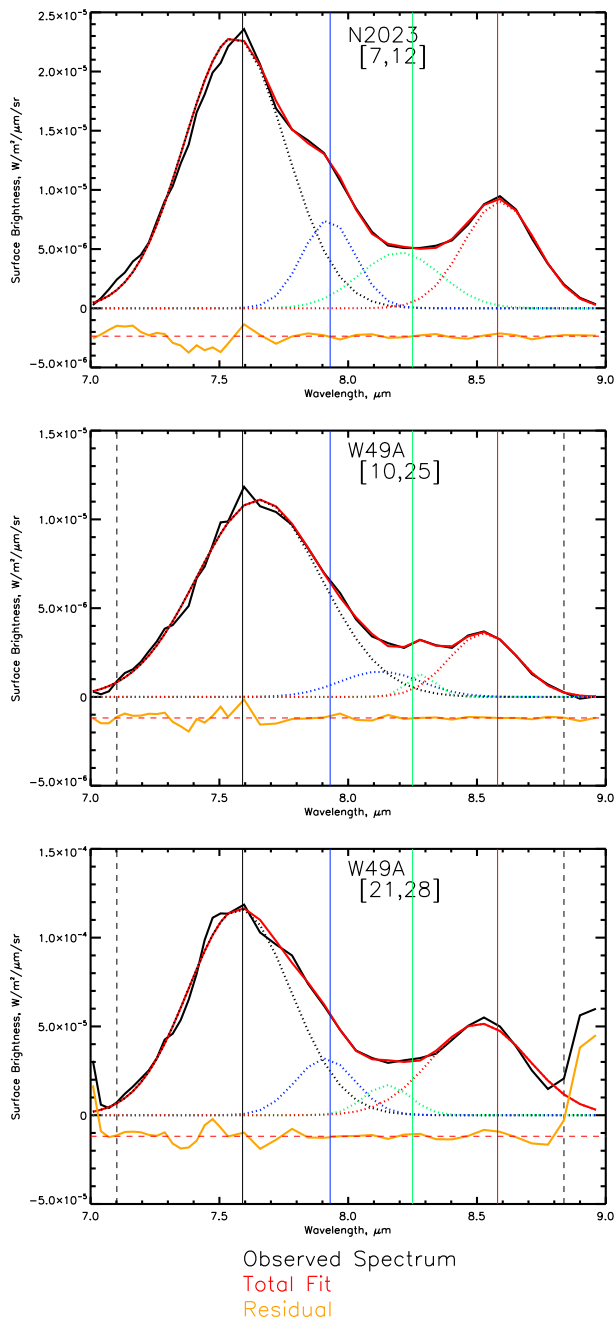 N2023
[7,12]
2.5×10⁻⁵
2.0×10⁻⁵
1.5×10⁻⁵
1.0×10⁻⁵
5.0×10⁻⁶
0
−5.0×10⁻⁶
Surface Brightness, W/m²/μm/sr
7.0 7.5 8.0 8.5 9.0
Wavelength, μm
W49A
[10,25]
1.5×10⁻⁵
1.0×10⁻⁵
5.0×10⁻⁶
0
−5.0×10⁻⁶
Surface Brightness, W/m²/μm/sr
7.0 7.5 8.0 8.5 9.0
Wavelength, μm
W49A
[21,28]
1.5×10⁻⁴
1.0×10⁻⁴
5.0×10⁻⁵
0
−5.0×10⁻⁵
Surface Brightness, W/m²/μm/sr
7.0 7.5 8.0 8.5 9.0
Wavelength, μm
Observed Spectrum
Total Fit
Residual